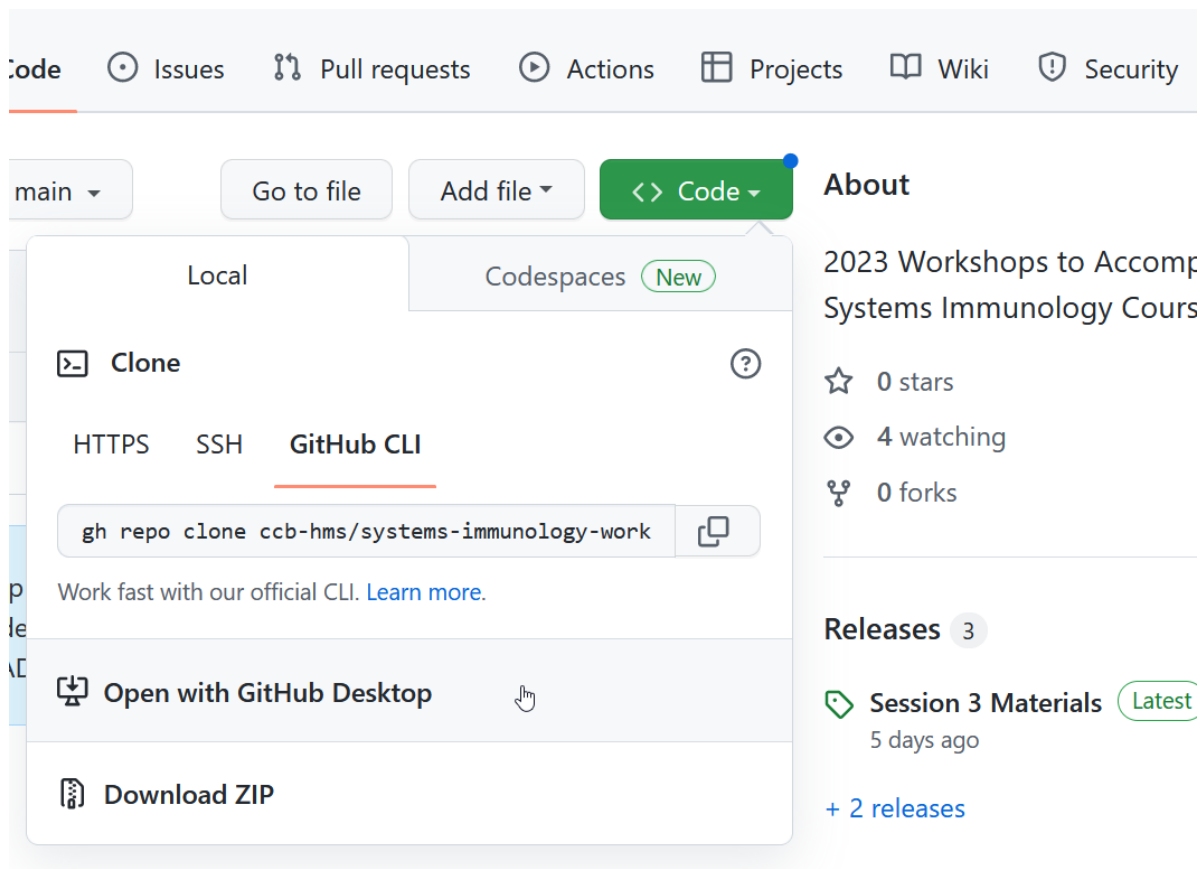 Code Issues Pull requests Actions Projects Wiki Security
main Go to file Add file Code
Local Codespaces New
Clone
HTTPS SSH GitHub CLI
gh repo clone ccb-hms/systems-immunology-work
Work fast with our official CLI. Learn more.
Open with GitHub Desktop
Download ZIP
About
2023 Workshops to Accomp
Systems Immunology Cours
0 stars
4 watching
0 forks
Releases 3
Session 3 Materials Latest
5 days ago
+ 2 releases